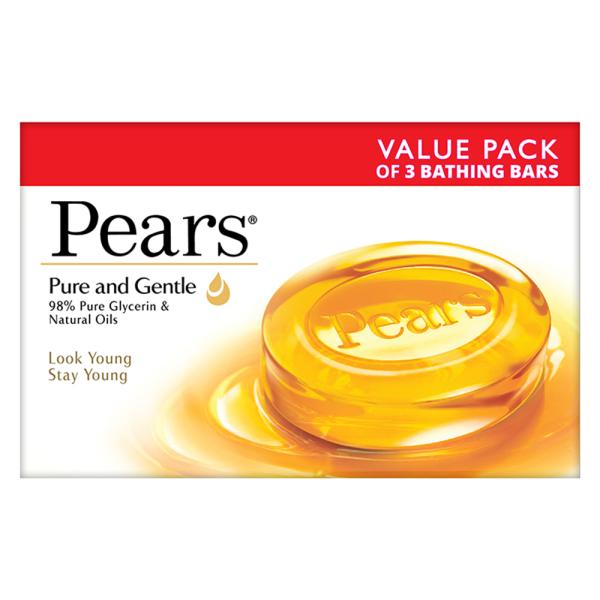 VALUE PACK
OF 3 BATHING BARS
Pears®
Pure and Gentle
98% Pure Glycerin &
Natural Oils
Look Young
Stay Young
Pears